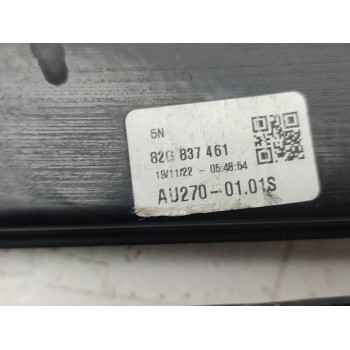 5N
82G 837 461
19/11/22 - 05:48:54
AU270-01.01S